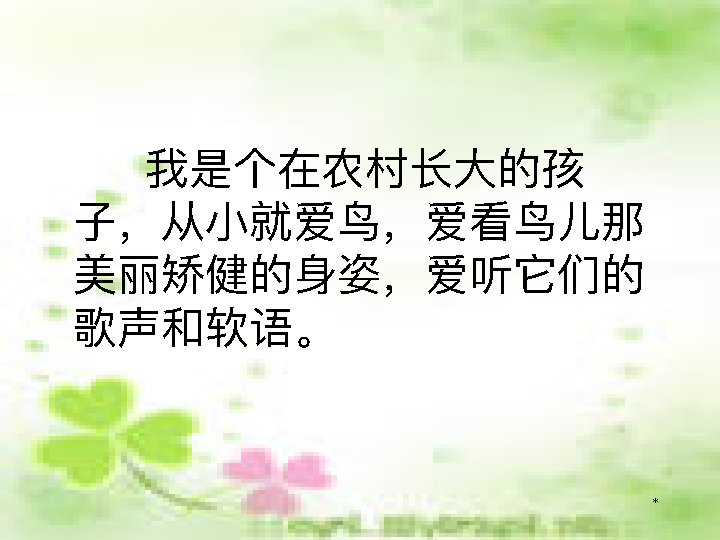 我是个在农村长大的孩
子，从小就爱鸟，爱看鸟儿那
美丽矫健的身姿，爱听它们的
歌声和软语。
*